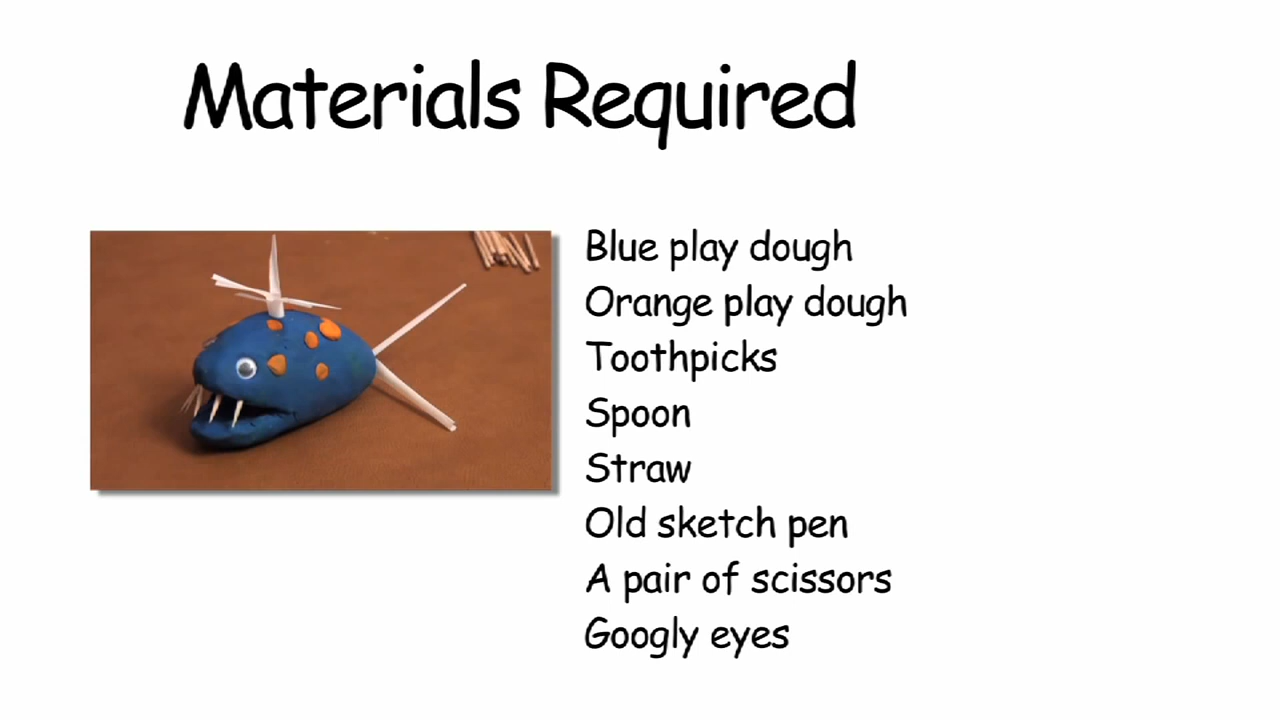 Materials Required
Blue play dough
Orange play dough
Toothpicks
Spoon
Straw
Old sketch pen
A pair of scissors
Googly eyes